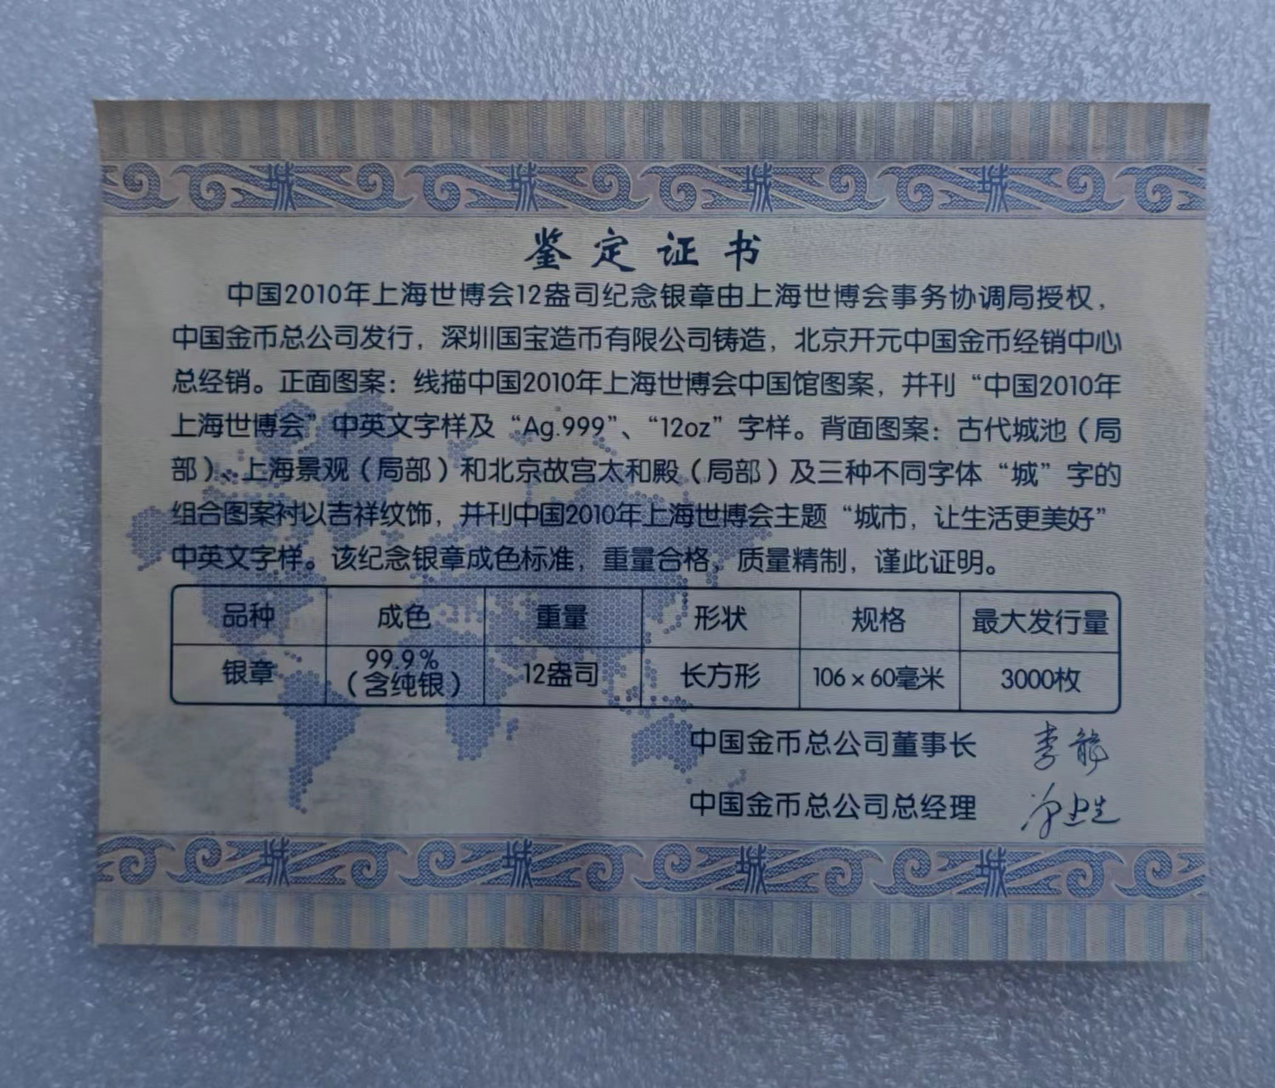 城 城 城 城
鉴定证书
中国2010年上海世博会12盎司纪念银章由上海世博会事务协调局授权，
中国金币总公司发行，深圳国宝造币有限公司铸造，北京开元中国金币经销中心
总经销。正面图案：线描中国2010年上海世博会中国馆图案，并刊“中国2010年
上海世博会”中英文字样及“Ag.999”、“12oz”字样。背面图案：古代城池（局
部）、上海景观（局部）和北京故宫太和殿（局部）及三种不同字体“城”字的
组合图案衬以吉祥纹饰，并刊中国2010年上海世博会主题“城市，让生活更美好”
中英文字样。该纪念银章成色标准，重量合格，质量精制，谨此证明。
品种 成色 重量 形状 规格 最大发行量
银章 99.9%（含纯银） 12盎司 长方形 106×60毫米 3000枚
中国金币总公司董事长
中国金币总公司总经理
城 城 城 城